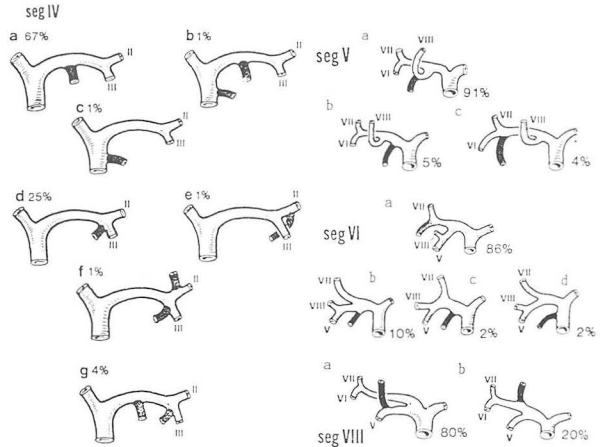 seg IV
a 67%
II
III
b 1%
II
III
c 1%
II
III
d 25%
II
III
e 1%
II
III
f 1%
II
III
g 4%
II
III
seg V
a
VII
VIII
VI
91%
b
VII
VIII
VI
5%
c
VII
VIII
VI
4%
seg VI
a
VII
VIII
V
86%
b
VII
VIII
V
10%
c
VII
VIII
V
2%
d
VII
VIII
V
2%
seg VIII
a
VII
VI
V
80%
b
VII
VI
V
20%